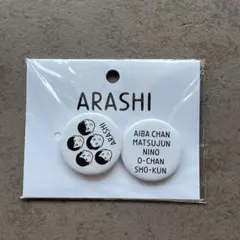 ARASHI
ARASHI
AIBA CHAN
MATSUJUN
NINO
O-CHAN
SHO-KUN